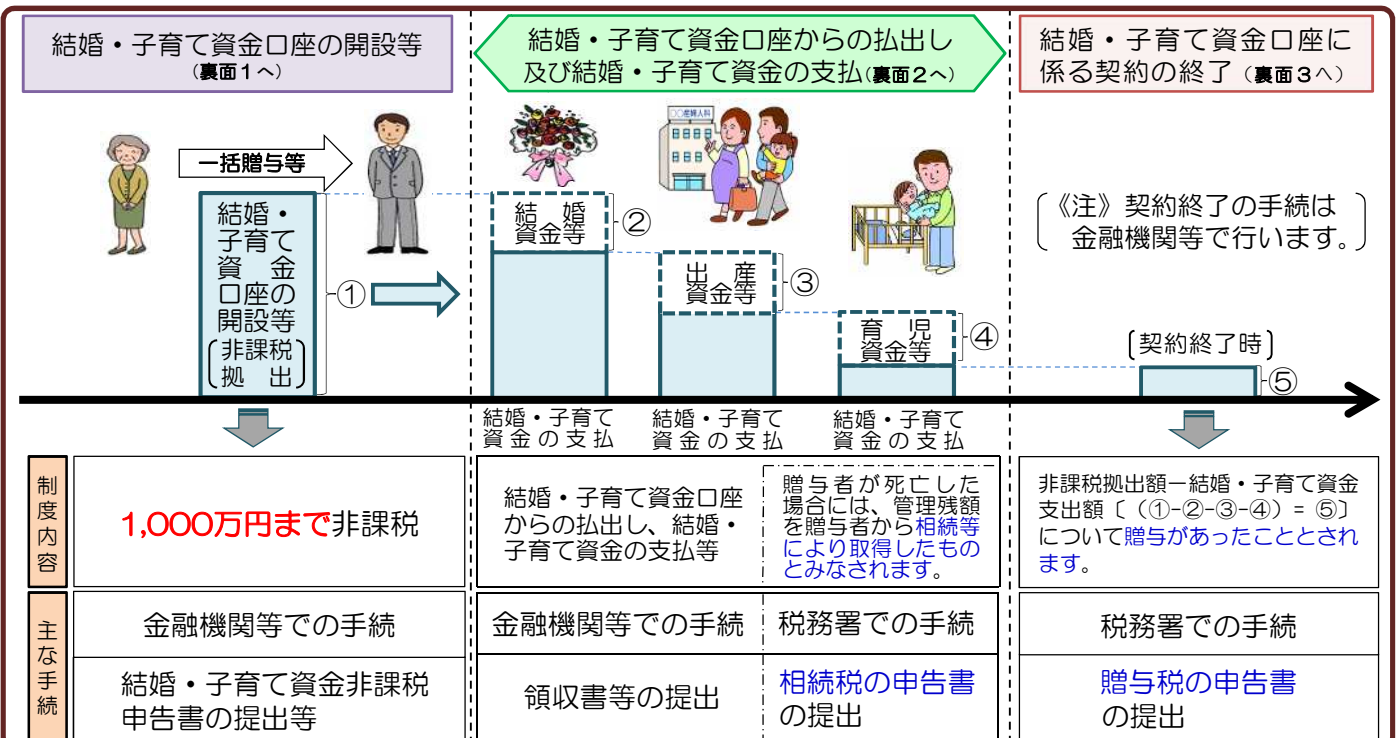 結婚・子育て資金口座の開設等
（裏面１へ）
結婚・子育て資金口座からの払出し
及び結婚・子育て資金の支払（裏面２へ）
結婚・子育て資金口座に
係る契約の終了（裏面３へ）
一括贈与等
〇〇産婦人科
結婚・
子育て
資　金
口座の
開設等
〔非課税
拠　出〕
①
結　婚
資金等
②
出　産
資金等
③
育　児
資金等
④
《注》契約終了の手続は
金融機関等で行います。
〔契約終了時〕
⑤
結婚・子育て
資金の支払
結婚・子育て
資金の支払
結婚・子育て
資金の支払
制度内容
1,000万円まで非課税
結婚・子育て資金口座
からの払出し、結婚・
子育て資金の支払等
贈与者が死亡した
場合には、管理残額
を贈与者から相続等
により取得したもの
とみなされます。
非課税拠出額－結婚・子育て資金
支出額〔（①-②-③-④）= ⑤〕
について贈与があったこととされ
ます。
主な手続
金融機関等での手続
金融機関等での手続
税務署での手続
税務署での手続
結婚・子育て資金非課税
申告書の提出等
領収書等の提出
相続税の申告書
の提出
贈与税の申告書
の提出